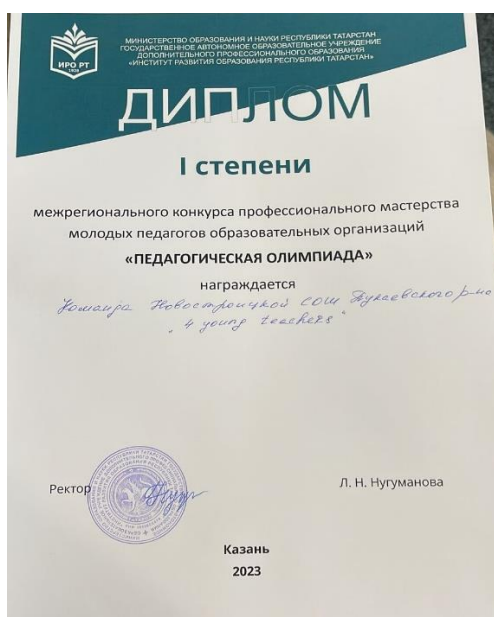 ИРО РТ
МИНИСТЕРСТВО ОБРАЗОВАНИЯ И НАУКИ РЕСПУБЛИКИ ТАТАРСТАН
ГОСУДАРСТВЕННОЕ АВТОНОМНОЕ ОБРАЗОВАТЕЛЬНОЕ УЧРЕЖДЕНИЕ
ДОПОЛНИТЕЛЬНОГО ПРОФЕССИОНАЛЬНОГО ОБРАЗОВАНИЯ
«ИНСТИТУТ РАЗВИТИЯ ОБРАЗОВАНИЯ РЕСПУБЛИКИ ТАТАРСТАН»
ДИПЛОМ
I степени
межрегионального конкурса профессионального мастерства
молодых педагогов образовательных организаций
«ПЕДАГОГИЧЕСКАЯ ОЛИМПИАДА»
награждается
Команда Новотроицкой СОШ Тукаевского р-на
"4 young teachers"
Ректор
Л. Н. Нугуманова
Казань
2023